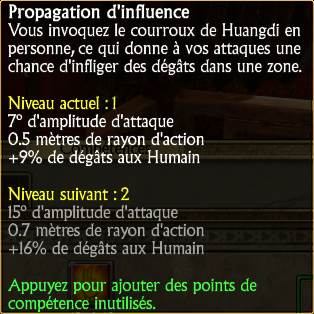 Propagation d'influence
Vous invoquez le courroux de Huangdi en
personne, ce qui donne à vos attaques une
chance d'infliger des dégâts dans une zone.
Niveau actuel : 1
7° d'amplitude d'attaque
0.5 mètres de rayon d'action
+9% de dégâts aux Humain
Niveau suivant : 2
15° d'amplitude d'attaque
0.7 mètres de rayon d'action
+16% de dégâts aux Humain
Appuyez pour ajouter des points de
compétence inutilisés.